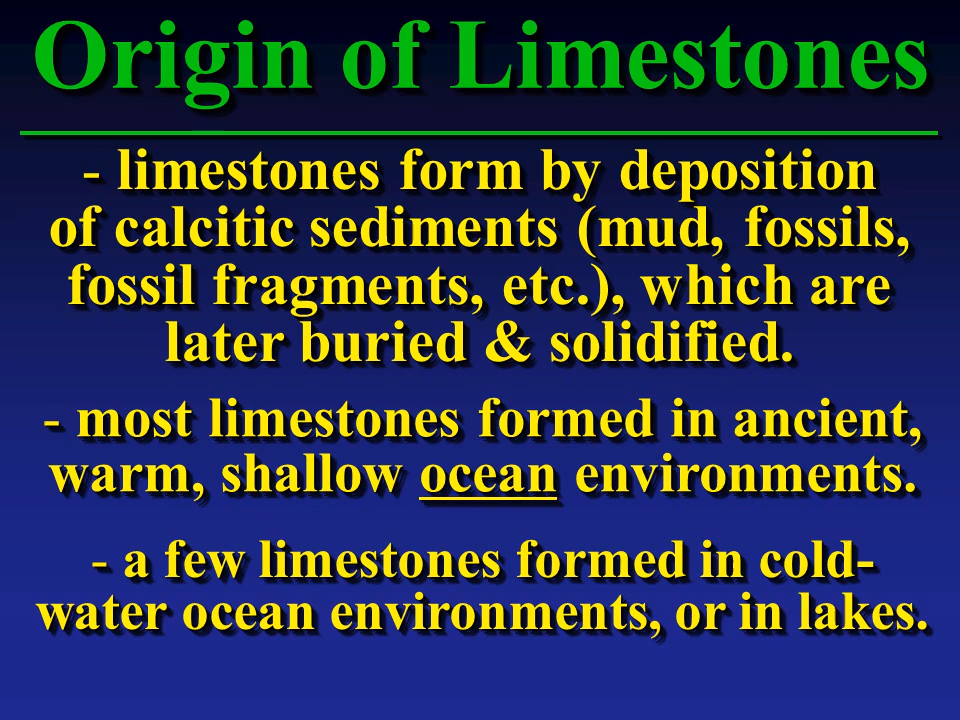 Origin of Limestones
- limestones form by deposition
of calcitic sediments (mud, fossils,
fossil fragments, etc.), which are
later buried & solidified.
- most limestones formed in ancient,
warm, shallow ocean environments.
- a few limestones formed in cold-
water ocean environments, or in lakes.